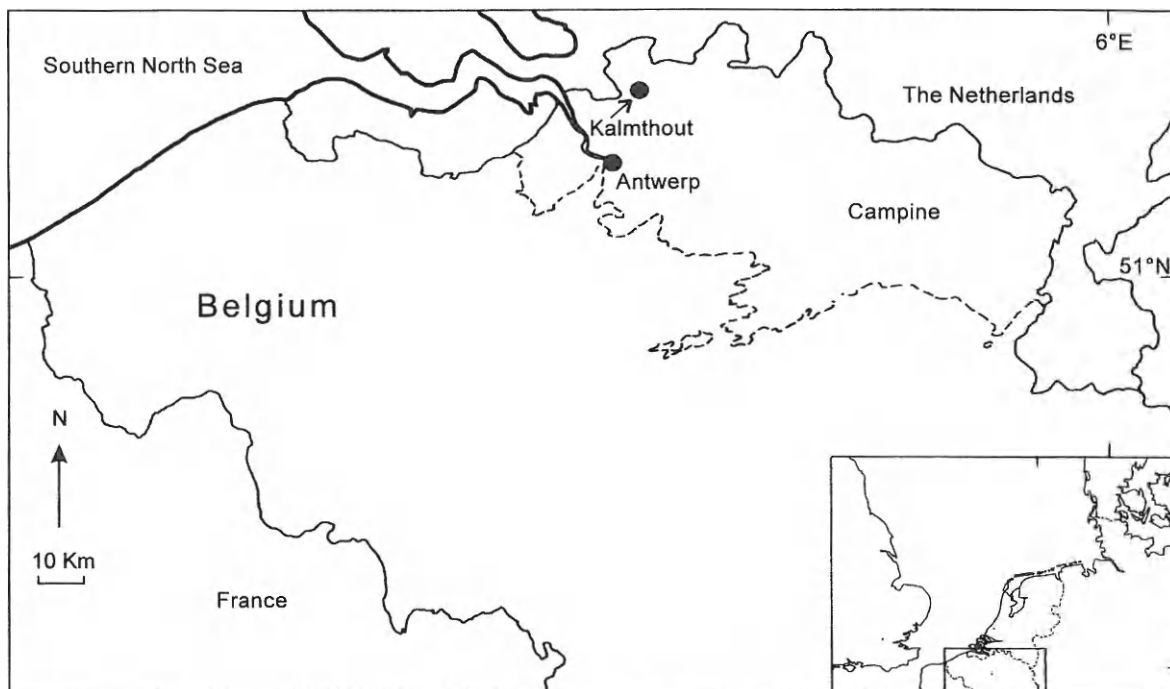 6°E
Southern North Sea
The Netherlands
Kalmthout
Antwerp
Campine
51°N
Belgium
N
10 Km
France